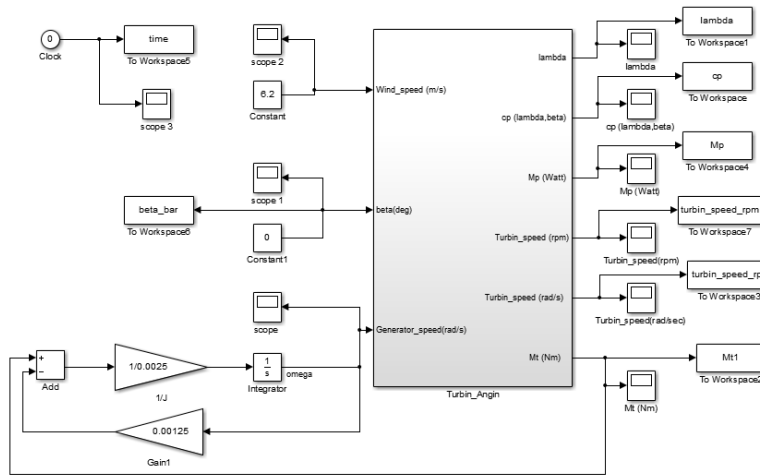 0
Clock
time
To Workspace5
scope 3
scope 2
6.2
Constant
scope 1
beta_bar
To Workspace6
0
Constant1
scope
+
−
Add
1/0.0025
1/J
1
s
Integrator
omega
0.00125
Gain1
Wind_speed (m/s)
beta(deg)
Generator_speed(rad/s)
lambda
cp (lambda,beta)
Mp (Watt)
Turbin_speed (rpm)
Turbin_speed (rad/s)
Mt (Nm)
Turbin_Angin
lambda
To Workspace1
lambda
cp
To Workspace
cp (lambda,beta)
Mp
To Workspace4
Mp (Watt)
turbin_speed_rpm
To Workspace7
Turbin_speed(rpm)
turbin_speed_rp
To Workspace3
Turbin_speed(rad/sec)
Mt1
To Workspace2
Mt (Nm)